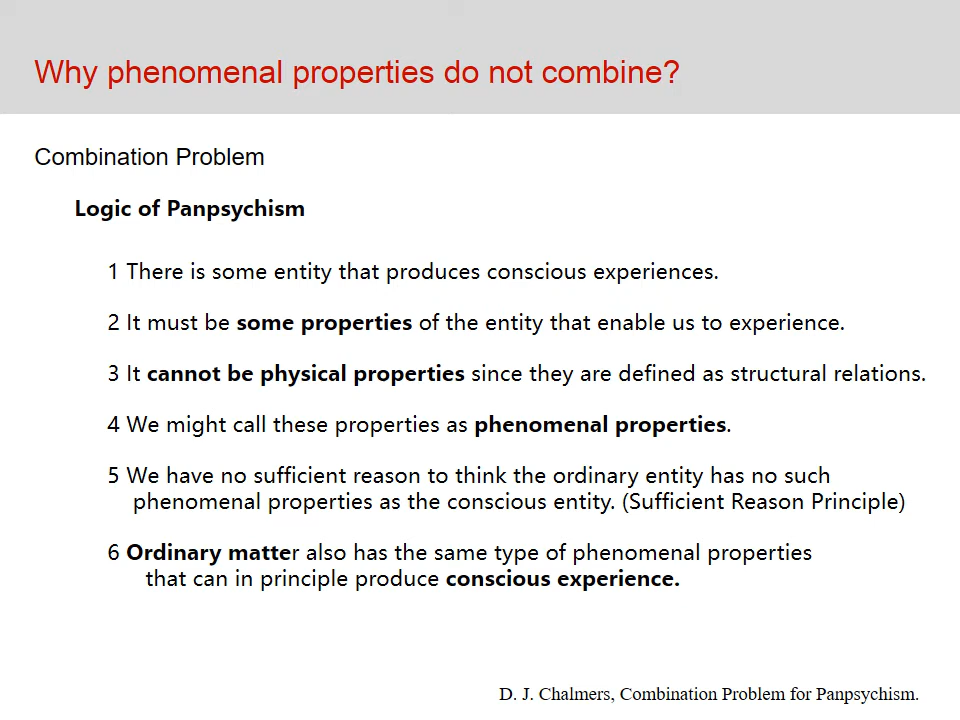 Why phenomenal properties do not combine?
Combination Problem
Logic of Panpsychism
1 There is some entity that produces conscious experiences.
2 It must be some properties of the entity that enable us to experience.
3 It cannot be physical properties since they are defined as structural relations.
4 We might call these properties as phenomenal properties.
5 We have no sufficient reason to think the ordinary entity has no such
phenomenal properties as the conscious entity. (Sufficient Reason Principle)
6 Ordinary matter also has the same type of phenomenal properties
that can in principle produce conscious experience.
D. J. Chalmers, Combination Problem for Panpsychism.